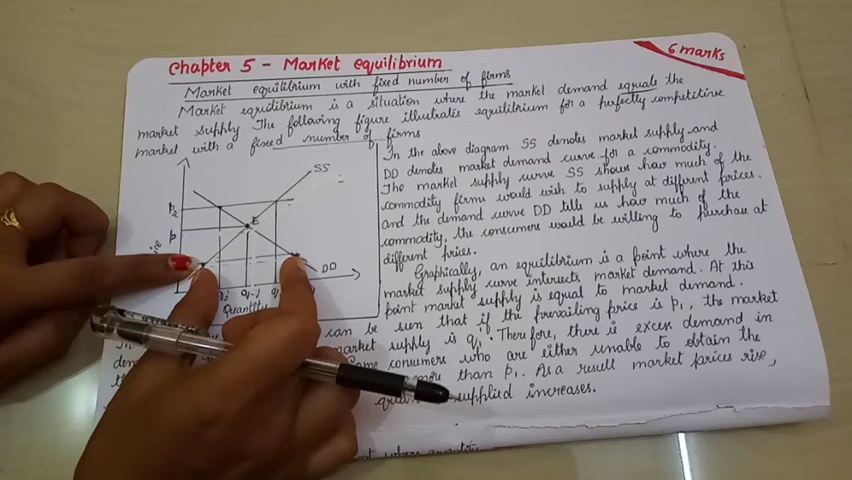 6 marks
Chapter 5 - Market equilibrium
Market equilibrium with fixed number of firms
Market equilibrium is a situation where the market demand equals the
market supply. The following figure illustrates equilibrium for a perfectly competitive
market with a fixed number of firms
SS
E
P2
P
DD
Quantity
In the above diagram SS denotes market supply and
DD denotes market demand curve for a commodity.
The market supply curve SS shows how much of the
commodity firms would wish to supply at different prices.
and the demand curve DD tells us how much of the
commodity, the consumers would be willing to purchase at
different prices.
Graphically, an equilibrium is a point where the
market supply curve intersects market demand. At this
point market supply is equal to market demand.
can be seen that if the prevailing price is P1, the market
market supply is q1'. Therefore, there is excess demand in
Some consumers who are either unable to obtain the
more than P1. As a result market prices rise,
supplied increases.